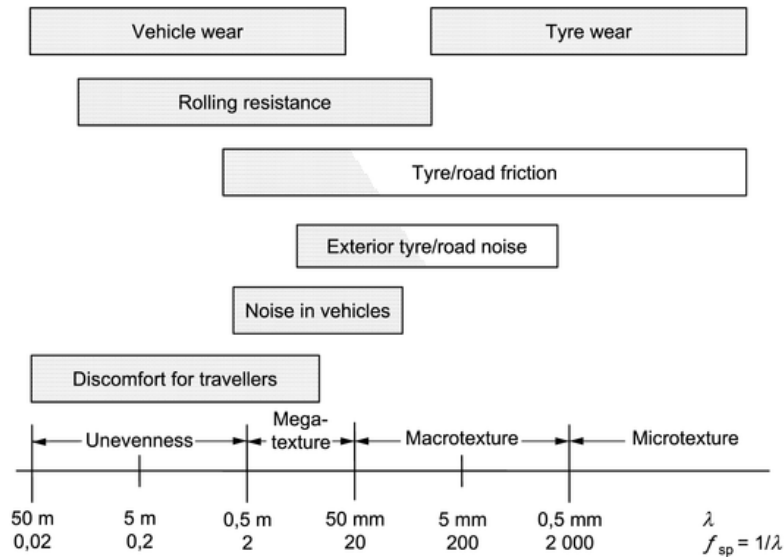 Vehicle wear
Tyre wear
Rolling resistance
Tyre/road friction
Exterior tyre/road noise
Noise in vehicles
Discomfort for travellers
Unevenness
Mega-
texture
Macrotexture
Microtexture
50 m 5 m 0,5 m 50 mm 5 mm 0,5 mm λ
0,02 0,2 2 20 200 2 000 f sp = 1/λ